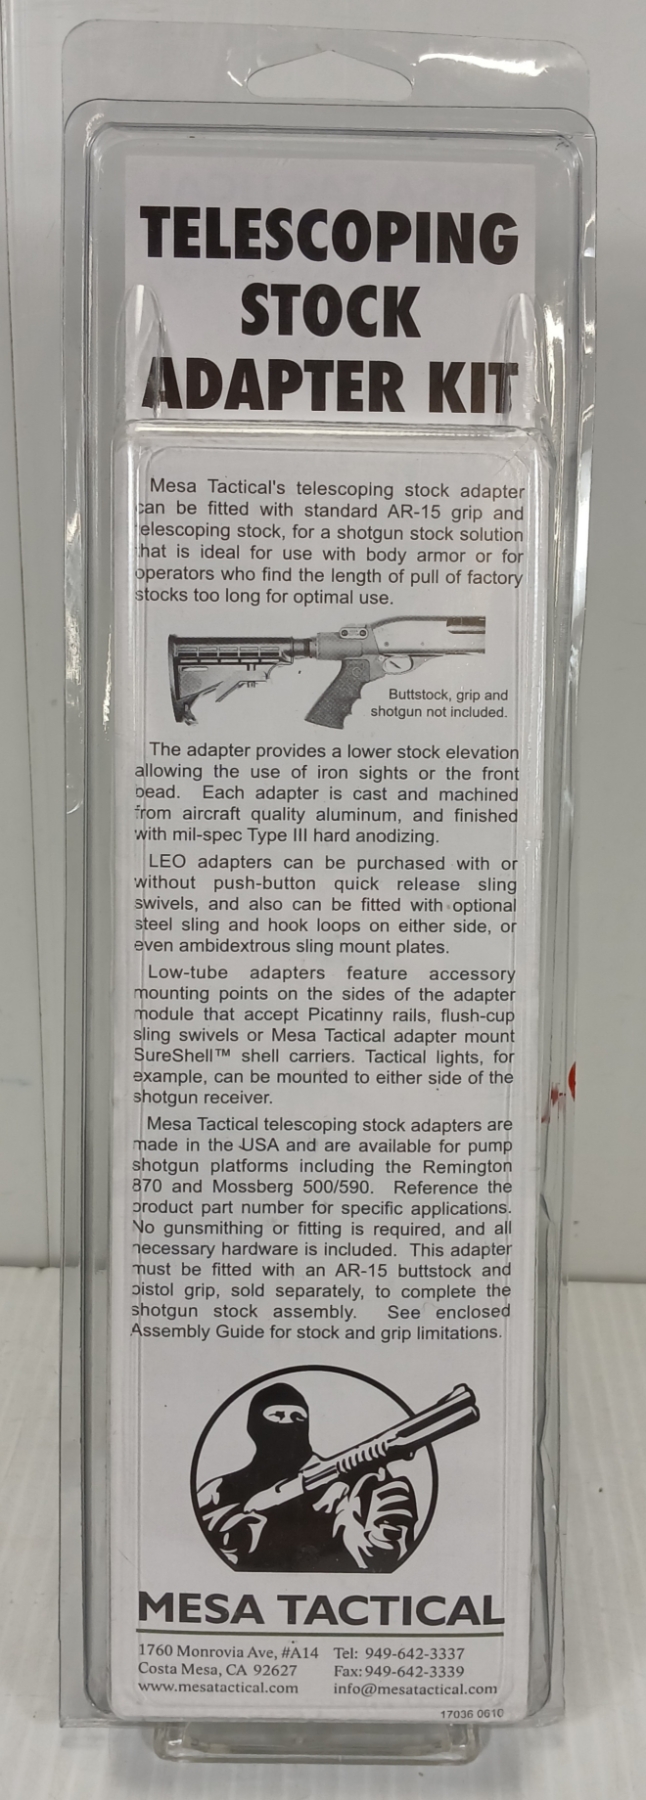 TELESCOPING
STOCK
ADAPTER KIT
Mesa Tactical's telescoping stock adapter
can be fitted with standard AR-15 grip and
telescoping stock, for a shotgun stock solution
that is ideal for use with body armor or for
operators who find the length of pull of factory
stocks too long for optimal use.
Buttstock, grip and
shotgun not included.
The adapter provides a lower stock elevation
allowing the use of iron sights or the front
bead. Each adapter is cast and machined
from aircraft quality aluminum, and finished
with mil-spec Type III hard anodizing.
LEO adapters can be purchased with or
without push-button quick release sling
swivels, and also can be fitted with optional
steel sling and hook loops on either side, or
even ambidextrous sling mount plates.
Low-tube adapters feature accessory
mounting points on the sides of the adapter
module that accept Picatinny rails, flush-cup
sling swivels or Mesa Tactical adapter mount
SureShell™ shell carriers. Tactical lights, for
example, can be mounted to either side of the
shotgun receiver.
Mesa Tactical telescoping stock adapters are
made in the USA and are available for pump
shotgun platforms including the Remington
870 and Mossberg 500/590. Reference the
product part number for specific applications.
No gunsmithing or fitting is required, and all
necessary hardware is included. This adapter
must be fitted with an AR-15 buttstock and
pistol grip, sold separately, to complete the
shotgun stock assembly. See enclosed
Assembly Guide for stock and grip limitations.
MESA TACTICAL
1760 Monrovia Ave, #A14 Tel: 949-642-3337
Costa Mesa, CA 92627 Fax: 949-642-3339
www.mesatactical.com info@mesatactical.com
17036 0610